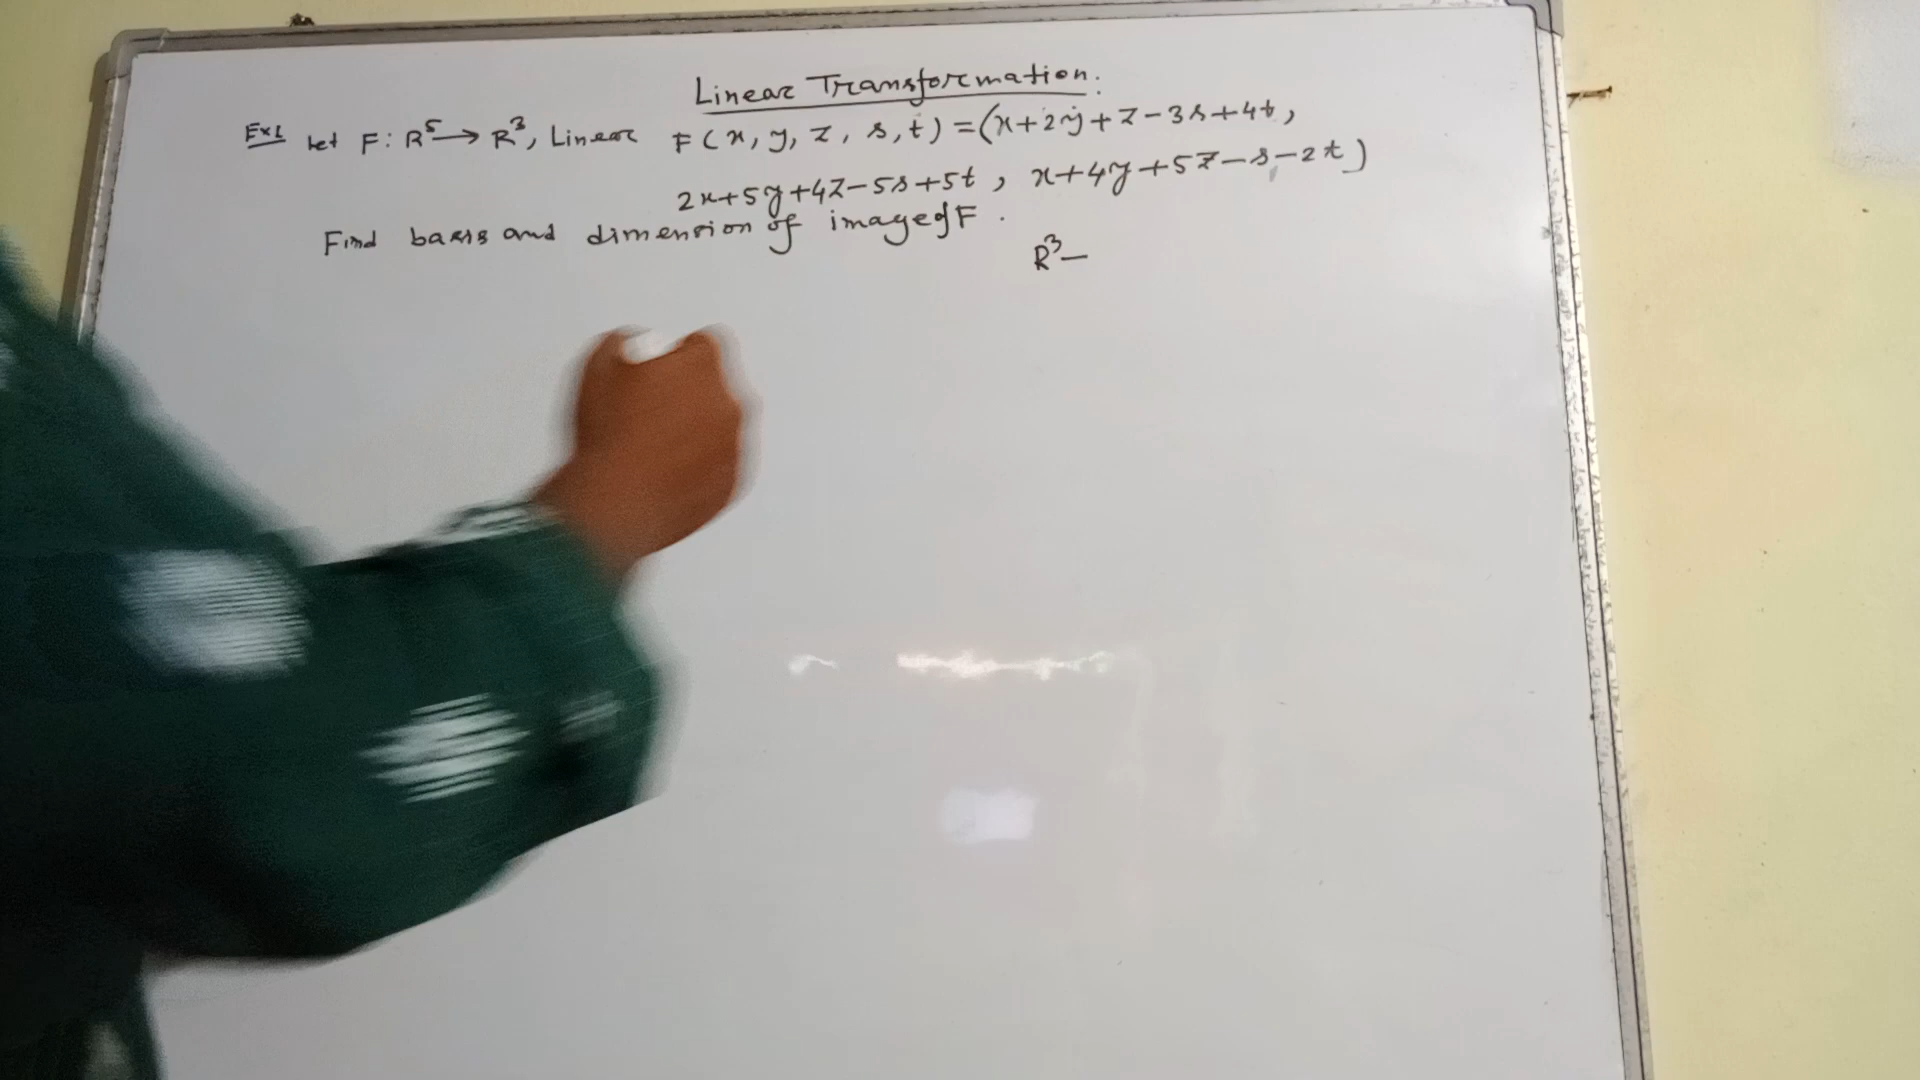 Linear Transformation.
Ex1 Let F: R⁵ → R³, Linear F(x, y, z, s, t) = (x+2y+z-3s+4t,
2x+5y+4z-5s+5t, x+4y+5z-s-2t)
Find basis and dimension of image of F.
R³-